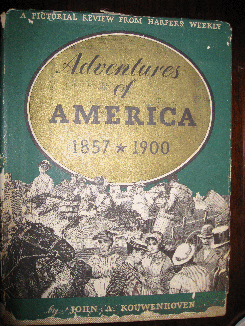 A PICTORIAL REVIEW FROM HARPERS WEEKLY
Adventures
of
AMERICA
1857 ★ 1900
by JOHN A. KOUWENHOVEN